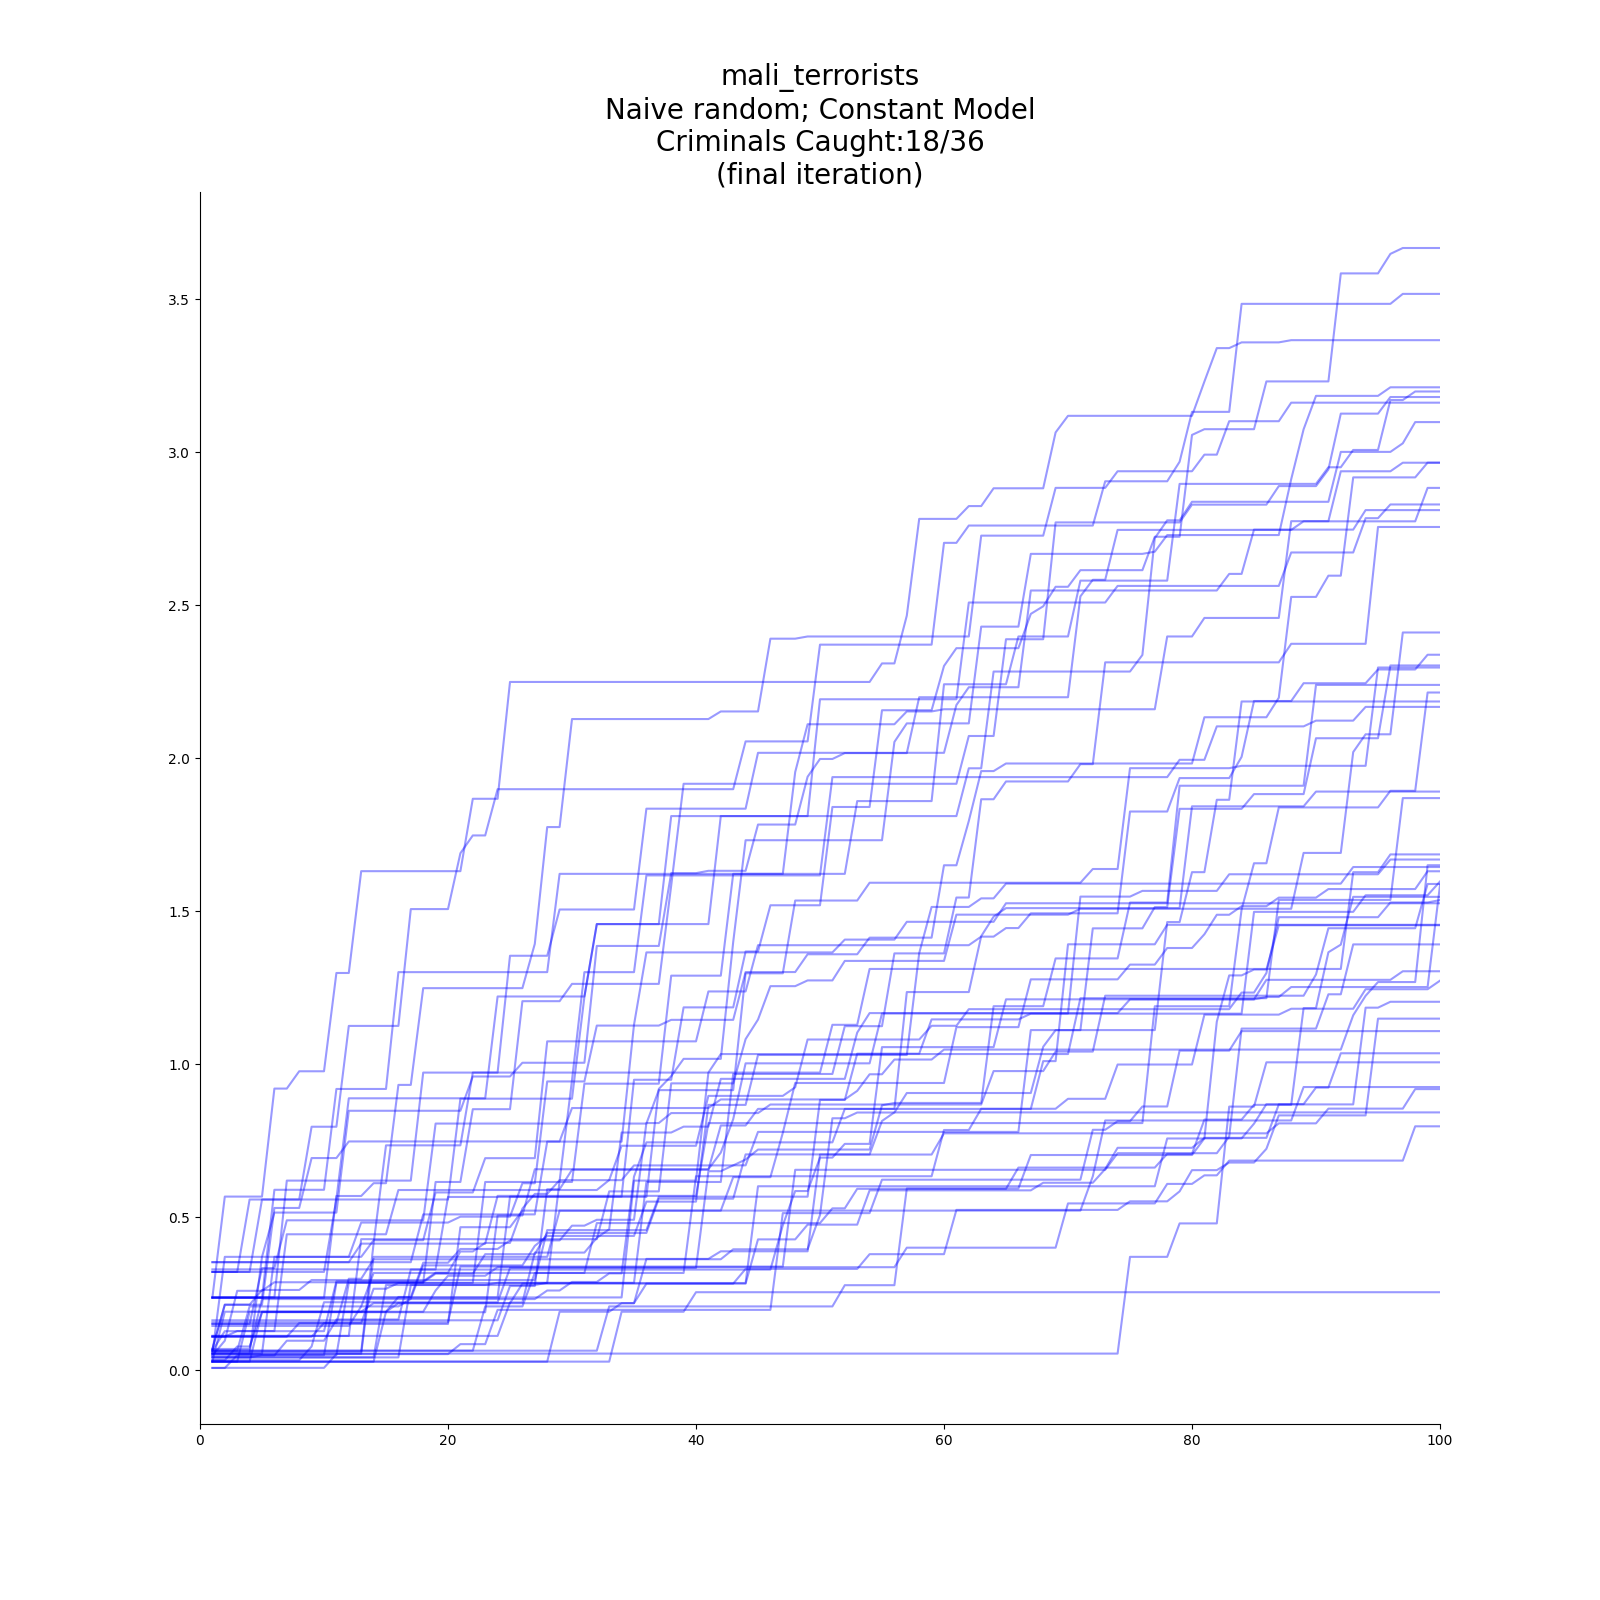 mali_terrorists
Naive random; Constant Model
Criminals Caught:18/36
(final iteration)
3.5
3.0
2.5
2.0
1.5
1.0
0.5
0.0
0 20 40 60 80 100